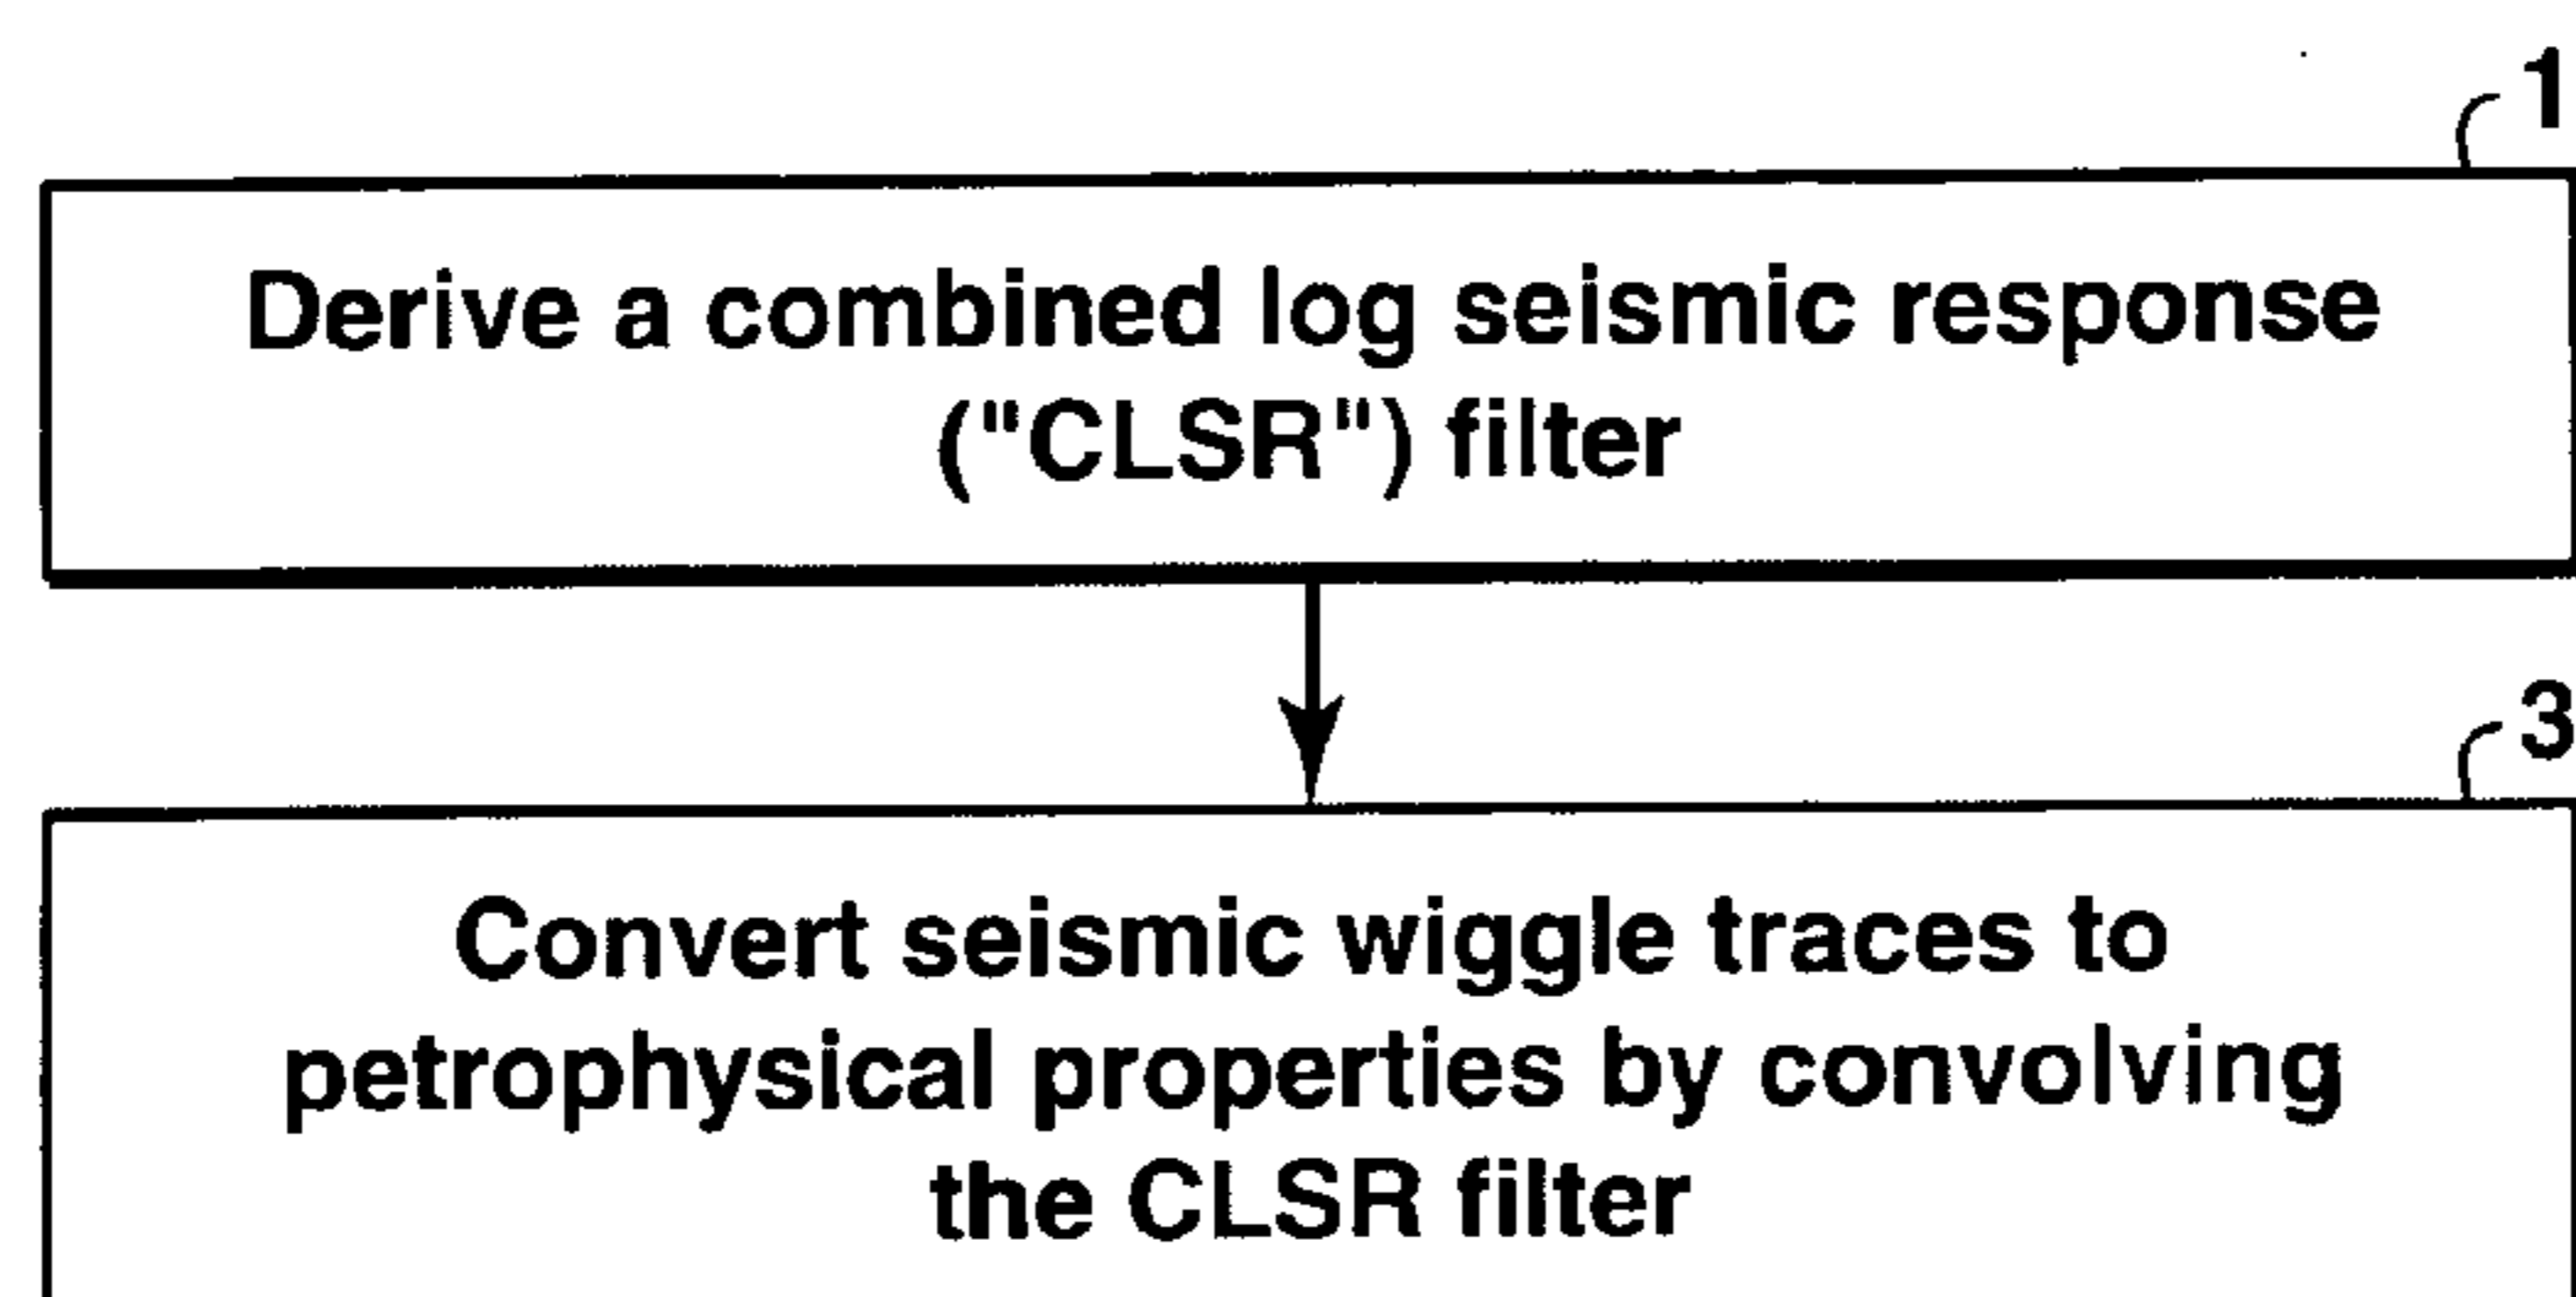 1
Derive a combined log seismic response
("CLSR") filter
3
Convert seismic wiggle traces to
petrophysical properties by convolving
the CLSR filter